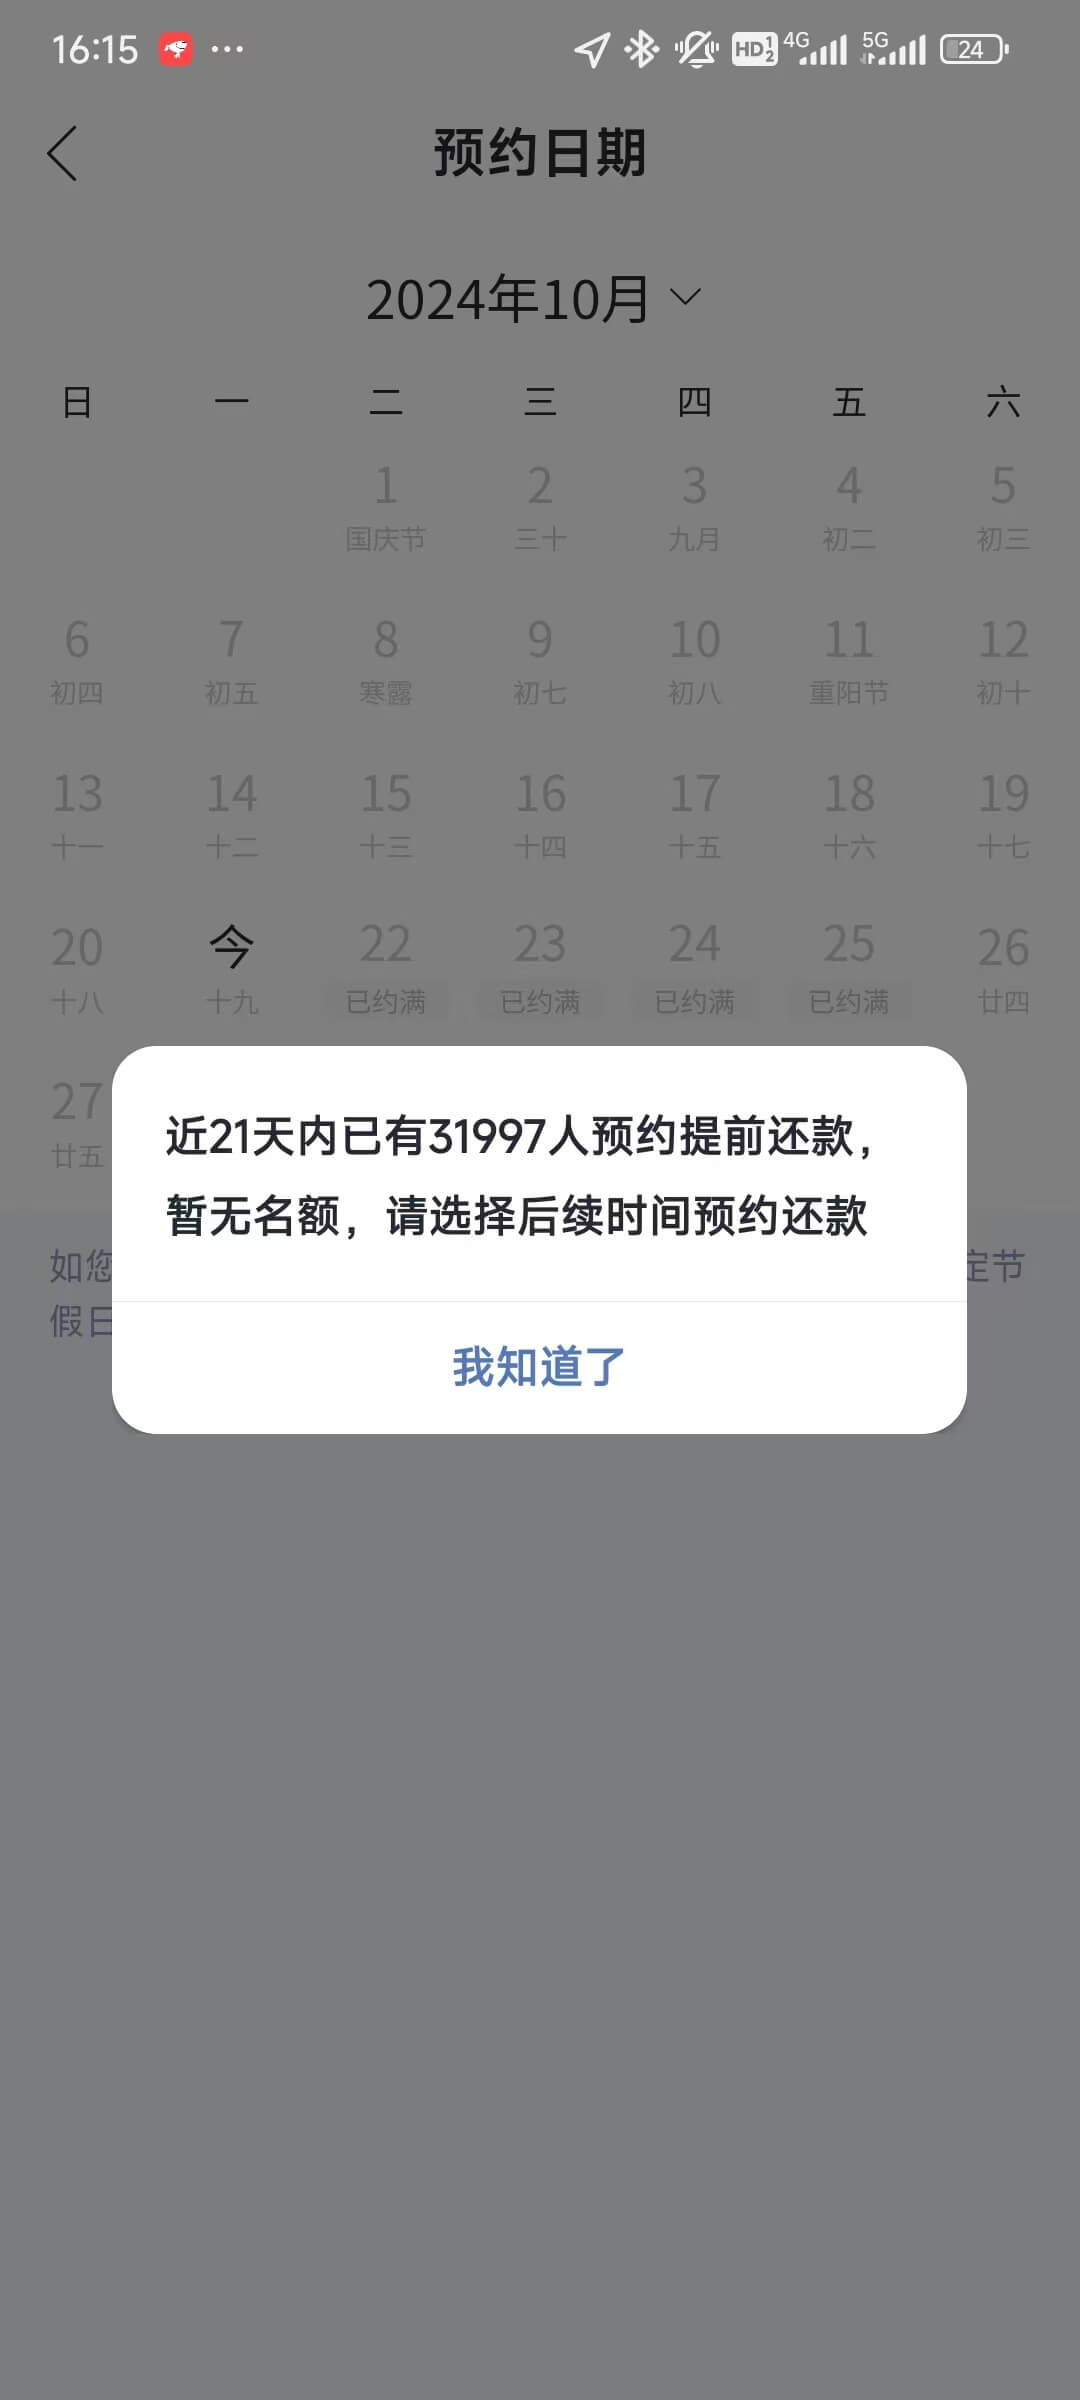 16:15 ... HD 1 2 4G 5G 24
预约日期
2024年10月
日 一 二 三 四 五 六
1 2 3 4 5
国庆节 三十 九月 初二 初三
6 7 8 9 10 11 12
初四 初五 寒露 初七 初八 重阳节 初十
13 14 15 16 17 18 19
十一 十二 十三 十四 十五 十六 十七
20 今 22 23 24 25 26
十八 十九 已约满 已约满 已约满 已约满 廿四
27
廿五
近21天内已有31997人预约提前还款，
暂无名额，请选择后续时间预约还款
如您 定节
假日
我知道了